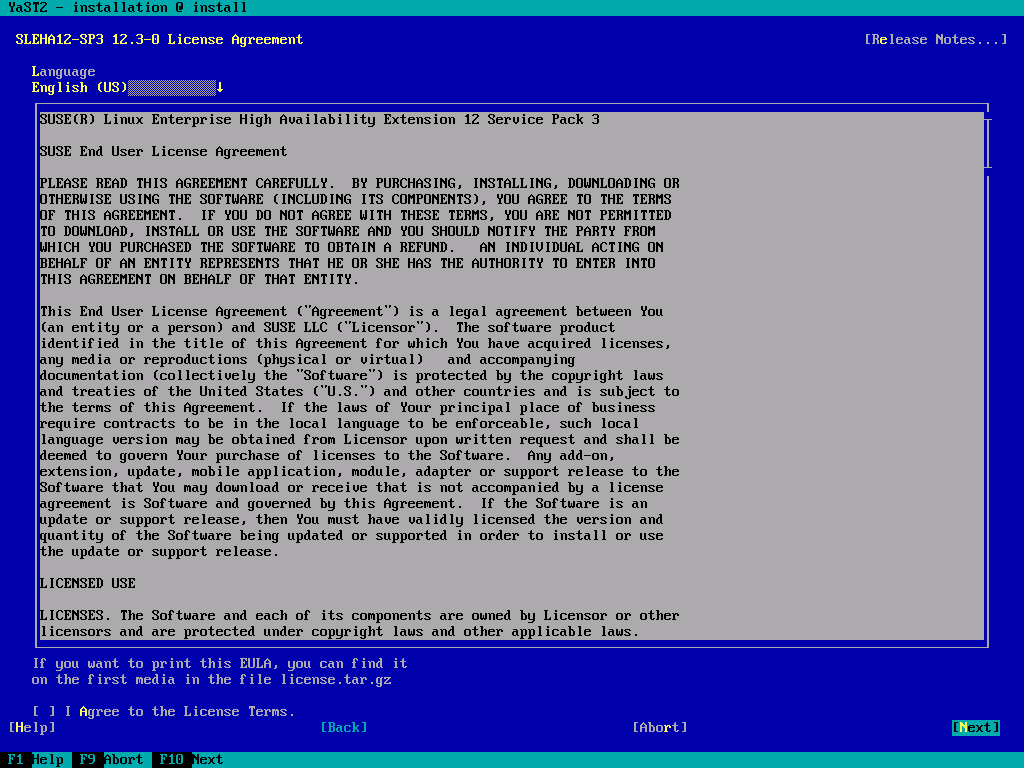 YaST2 - installation @ install
SLEHA12-SP3 12.3-0 License Agreement [Release Notes...]
Language
English (US)↓
SUSE(R) Linux Enterprise High Availability Extension 12 Service Pack 3
SUSE End User License Agreement
PLEASE READ THIS AGREEMENT CAREFULLY.  BY PURCHASING, INSTALLING, DOWNLOADING OR
OTHERWISE USING THE SOFTWARE (INCLUDING ITS COMPONENTS), YOU AGREE TO THE TERMS
OF THIS AGREEMENT.  IF YOU DO NOT AGREE WITH THESE TERMS, YOU ARE NOT PERMITTED
TO DOWNLOAD, INSTALL OR USE THE SOFTWARE AND YOU SHOULD NOTIFY THE PARTY FROM
WHICH YOU PURCHASED THE SOFTWARE TO OBTAIN A REFUND.   AN INDIVIDUAL ACTING ON
BEHALF OF AN ENTITY REPRESENTS THAT HE OR SHE HAS THE AUTHORITY TO ENTER INTO
THIS AGREEMENT ON BEHALF OF THAT ENTITY.
This End User License Agreement ("Agreement") is a legal agreement between You
(an entity or a person) and SUSE LLC ("Licensor").  The software product
identified in the title of this Agreement for which You have acquired licenses,
any media or reproductions (physical or virtual)   and accompanying
documentation (collectively the "Software") is protected by the copyright laws
and treaties of the United States ("U.S.") and other countries and is subject to
the terms of this Agreement.  If the laws of Your principal place of business
require contracts to be in the local language to be enforceable, such local
language version may be obtained from Licensor upon written request and shall be
deemed to govern Your purchase of licenses to the Software.  Any add-on,
extension, update, mobile application, module, adapter or support release to the
Software that You may download or receive that is not accompanied by a license
agreement is Software and governed by this Agreement.  If the Software is an
update or support release, then You must have validly licensed the version and
quantity of the Software being updated or supported in order to install or use
the update or support release.
LICENSED USE
LICENSES. The Software and each of its components are owned by Licensor or other
licensors and are protected under copyright laws and other applicable laws.
If you want to print this EULA, you can find it
on the first media in the file license.tar.gz
[ ] I Agree to the License Terms.
[Help] [Back] [Abort] [Next]
F1 Help F9 Abort F10 Next